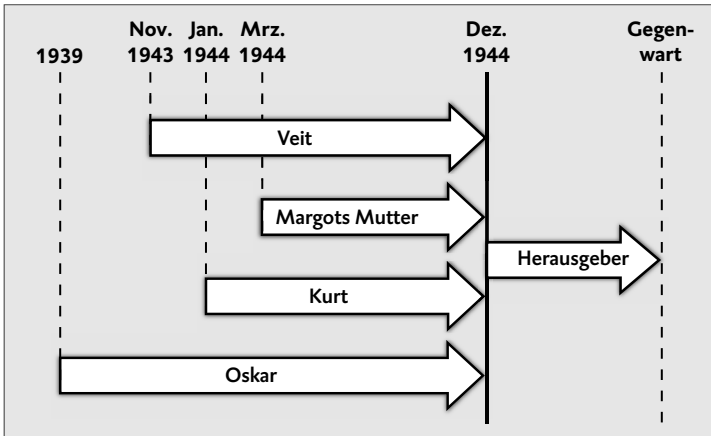 1939
Nov.
1943
Jan.
1944
Mrz.
1944
Dez.
1944
Gegen-
wart
Veit
Margots Mutter
Herausgeber
Kurt
Oskar